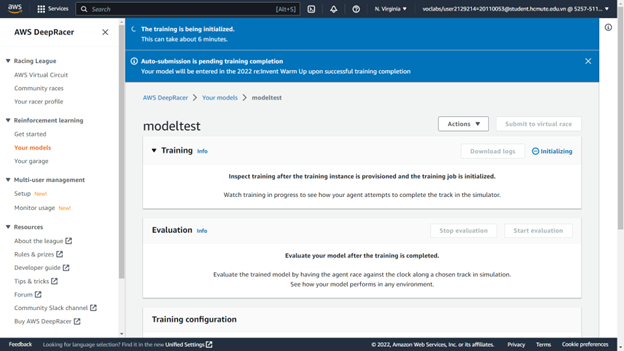 aws
Services
Search
[Alt+S]
N. Virginia
voclabs/user2129214=20110053@student.hcmute.edu.vn @ 5257-511...
AWS DeepRacer
The training is being initialized.
This can take about 6 minutes.
Auto-submission is pending training completion
Your model will be entered in the 2022 re:Invent Warm Up upon successful training completion
Racing League
AWS Virtual Circuit
Community races
Your racer profile
Reinforcement learning
Get started
Your models
Your garage
Multi-user management
Setup New!
Monitor usage New!
Resources
About the league
Rules & prizes
Developer guide
Tips & tricks
Forum
Community Slack channel
Buy AWS DeepRacer
AWS DeepRacer > Your models > modeltest
modeltest
Actions
Submit to virtual race
Training Info
Download logs
Initializing
Inspect training after the training instance is provisioned and the training job is initialized.
Watch training in progress to see how your agent attempts to complete the track in the simulator.
Evaluation Info
Stop evaluation
Start evaluation
Evaluate your model after the training is completed.
Evaluate the trained model by having the agent race against the clock along a chosen track in simulation.
See how your model performs in any environment.
Training configuration
Feedback
Looking for language selection? Find it in the new Unified Settings
© 2022, Amazon Web Services, Inc. or its affiliates.
Privacy
Terms
Cookie preferences